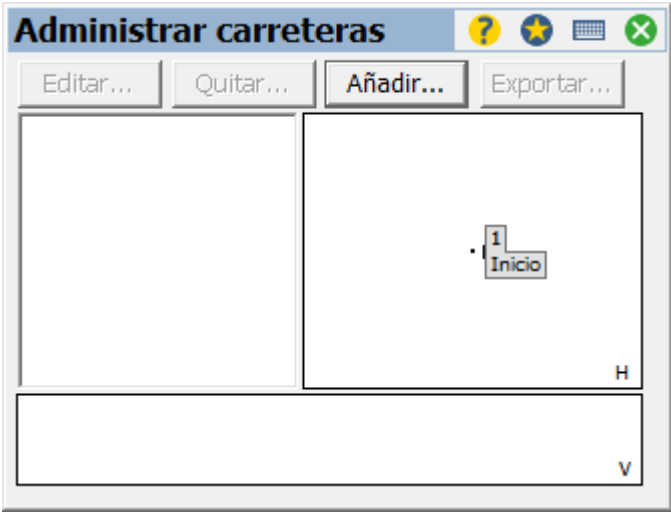 Administrar carreteras
Editar... Quitar... Añadir... Exportar...
1
Inicio
H
V